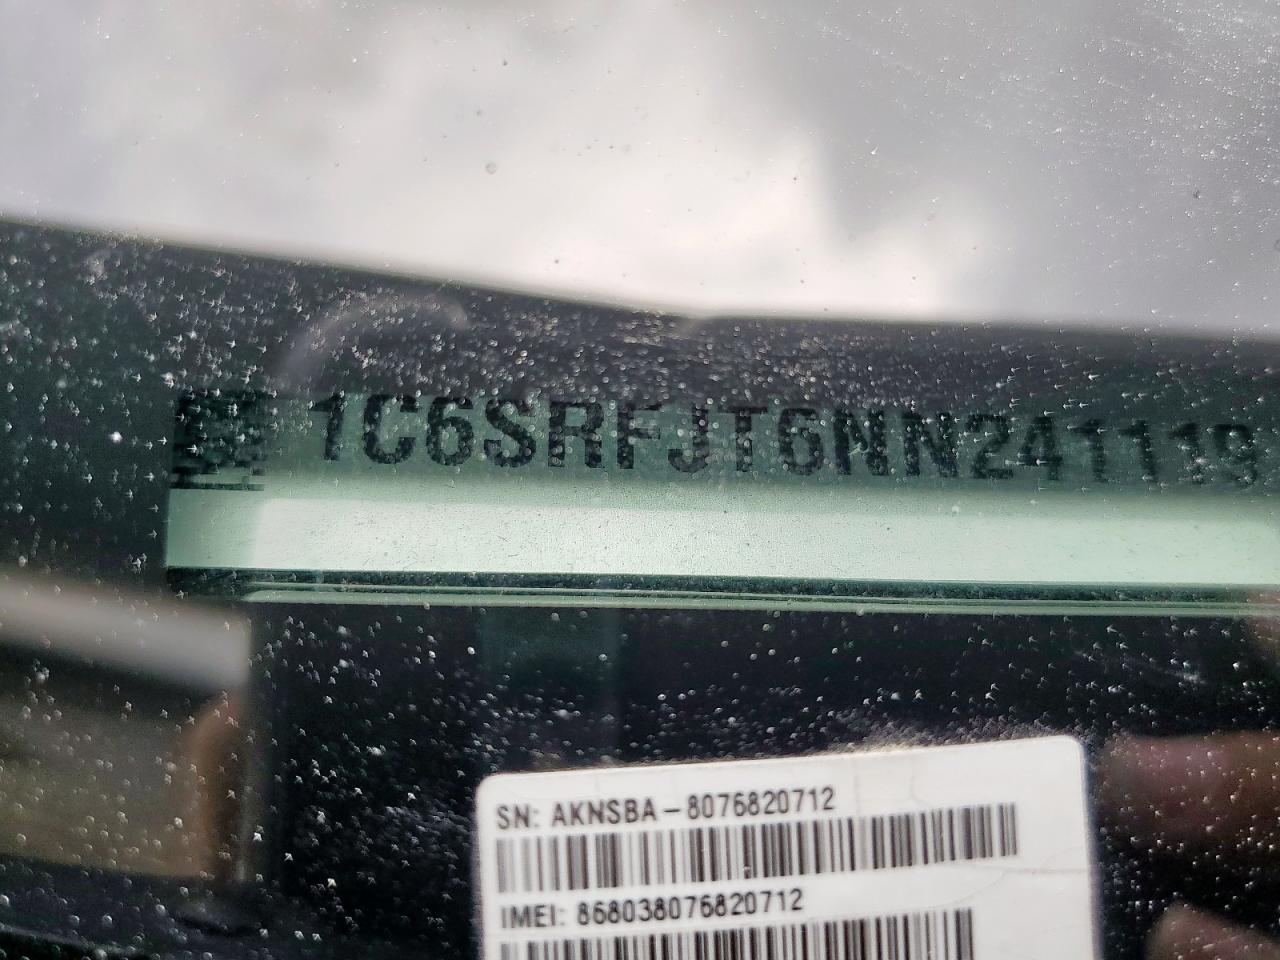 1C6SRFJT6NN241119
SN: AKNSBA-8076820712
IMEI: 868038076820712